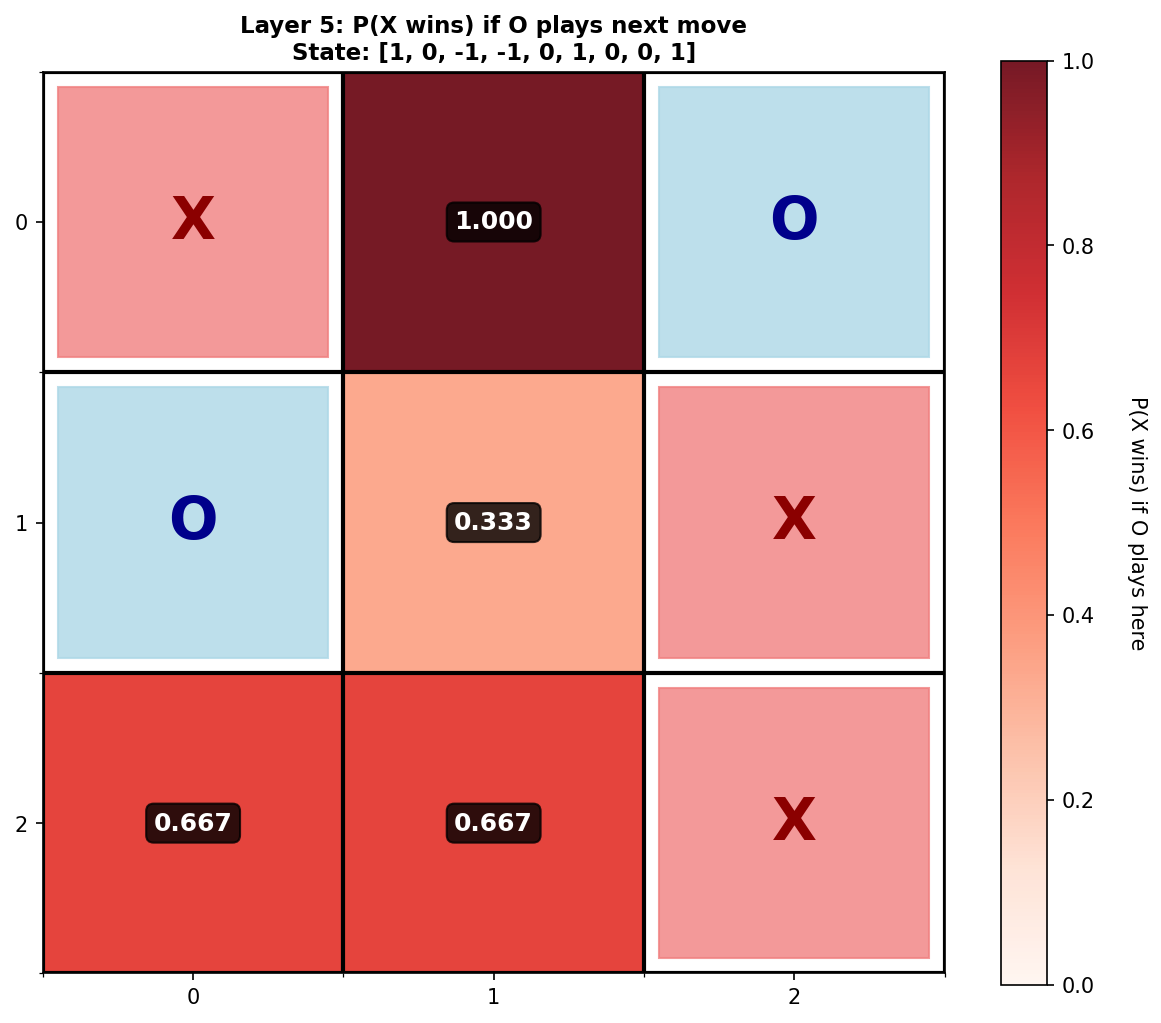 Layer 5: P(X wins) if O plays next move
State: [1, 0, -1, -1, 0, 1, 0, 0, 1]
0
X
1.000
O
1
O
0.333
X
2
0.667
0.667
X
0
1
2
1.0
0.8
0.6
0.4
0.2
0.0
P(X wins) if O plays here